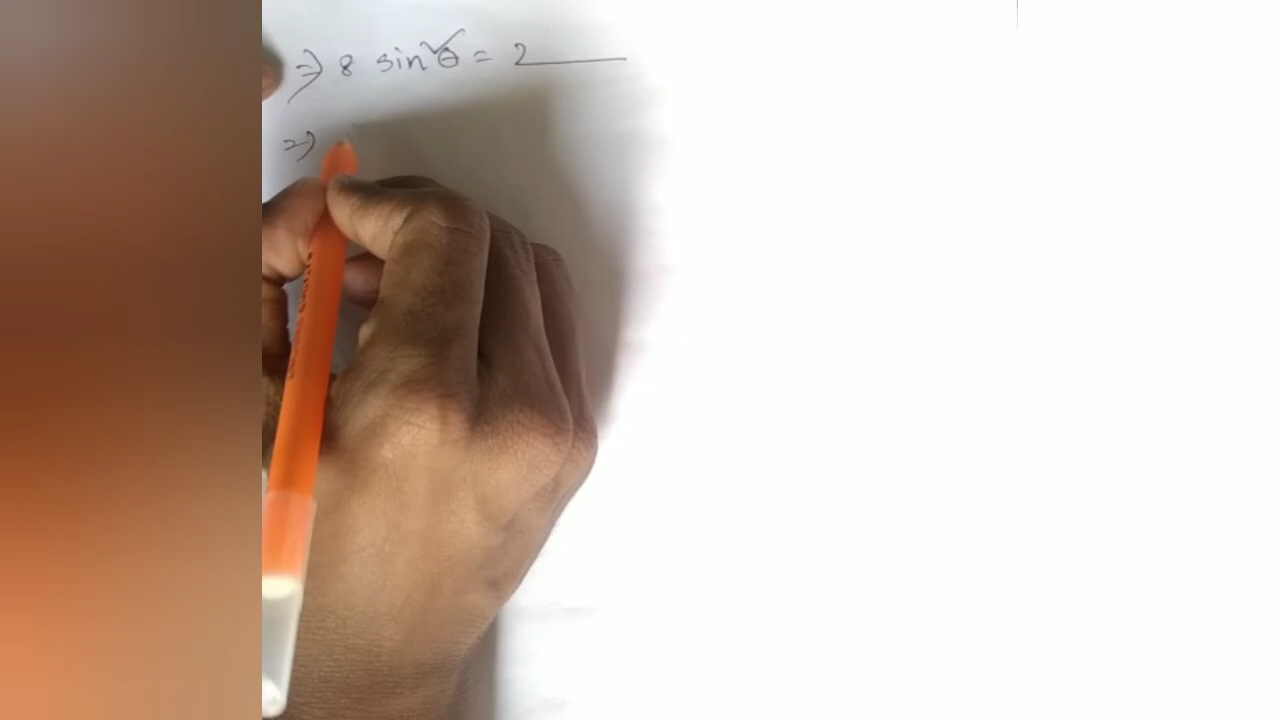 ⇒ 8 sin²θ = 2
⇒